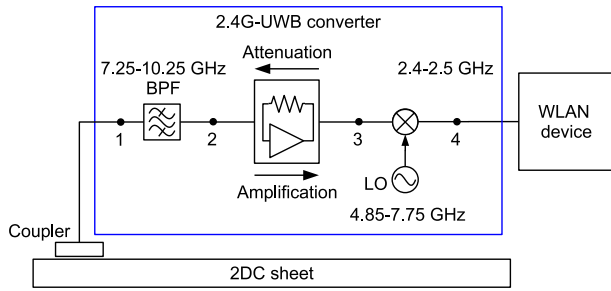 2.4G-UWB converter
Attenuation
7.25-10.25 GHz
BPF
2.4-2.5 GHz
WLAN
device
1
2
3
4
Amplification
LO
4.85-7.75 GHz
Coupler
2DC sheet